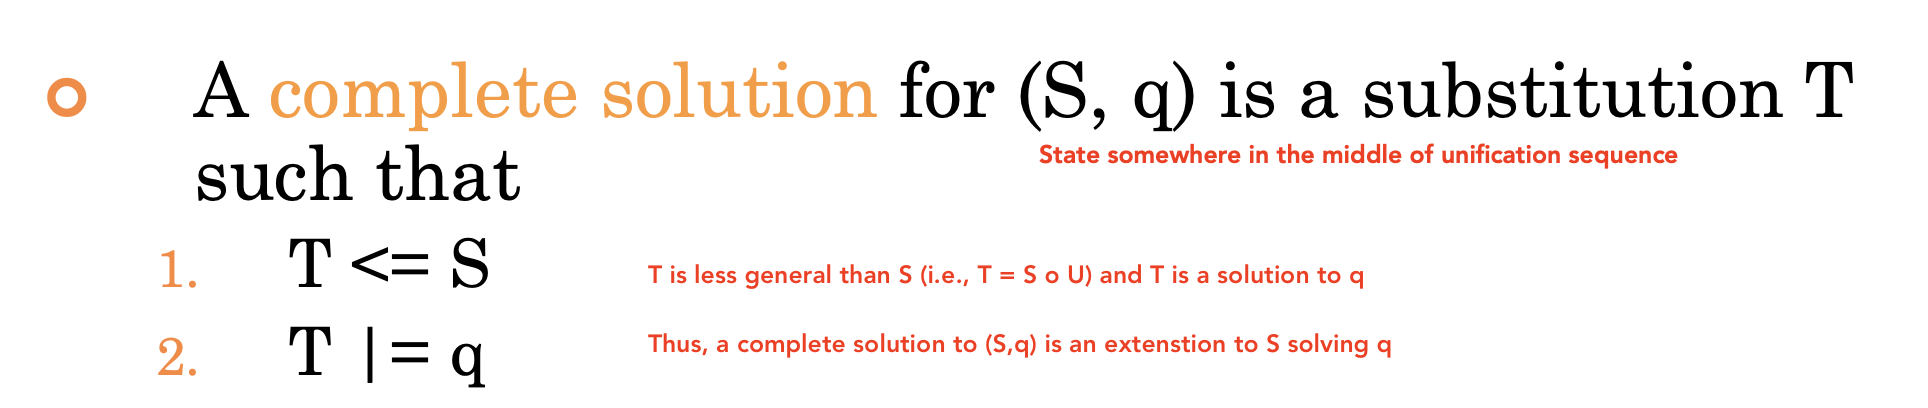 A complete solution for (S, q) is a substitution T
such that
State somewhere in the middle of unification sequence
1. T <= S
T is less general than S (i.e., T = S o U) and T is a solution to q
2. T |= q
Thus, a complete solution to (S,q) is an extenstion to S solving q